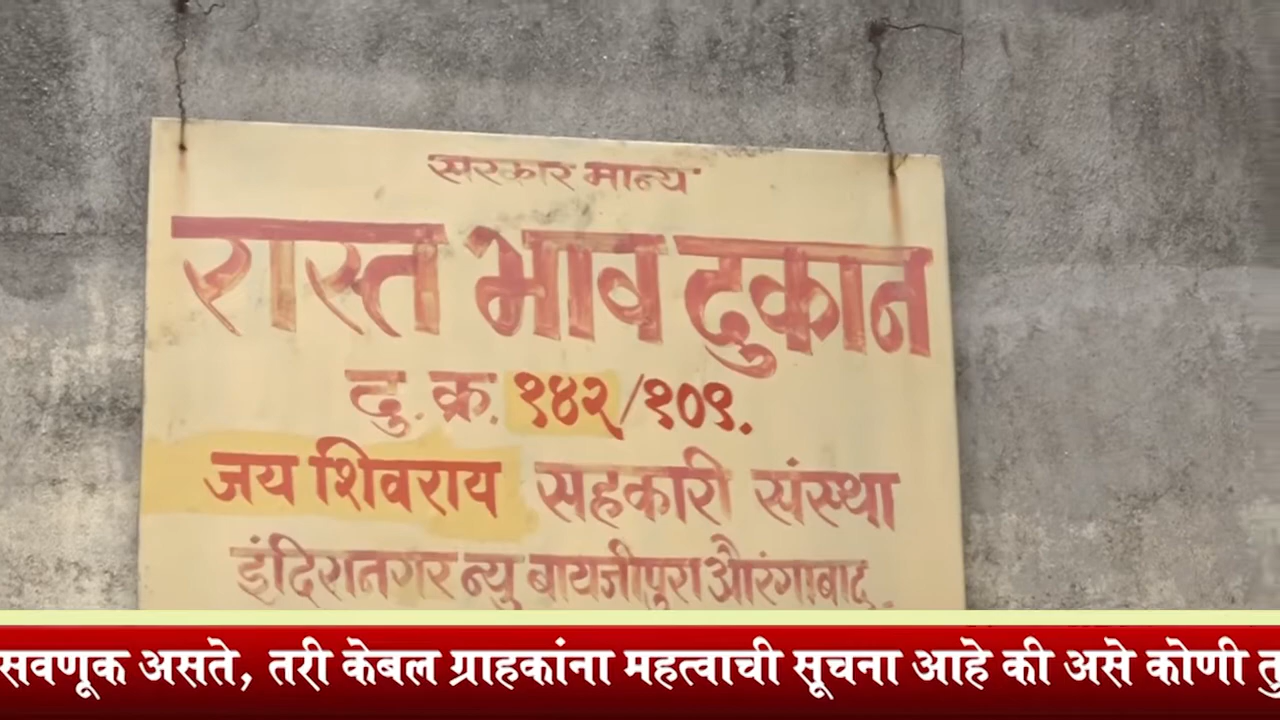 सरकार मान्य
रास्त भाव दुकान
दु. क्र. १४२/१०९.
जय शिवराय सहकारी संस्था
इंदिरानगर न्यु बायजीपुरा औरंगाबाद.
सवणूक असते, तरी केबल ग्राहकांना महत्वाची सूचना आहे की असे कोणी तु